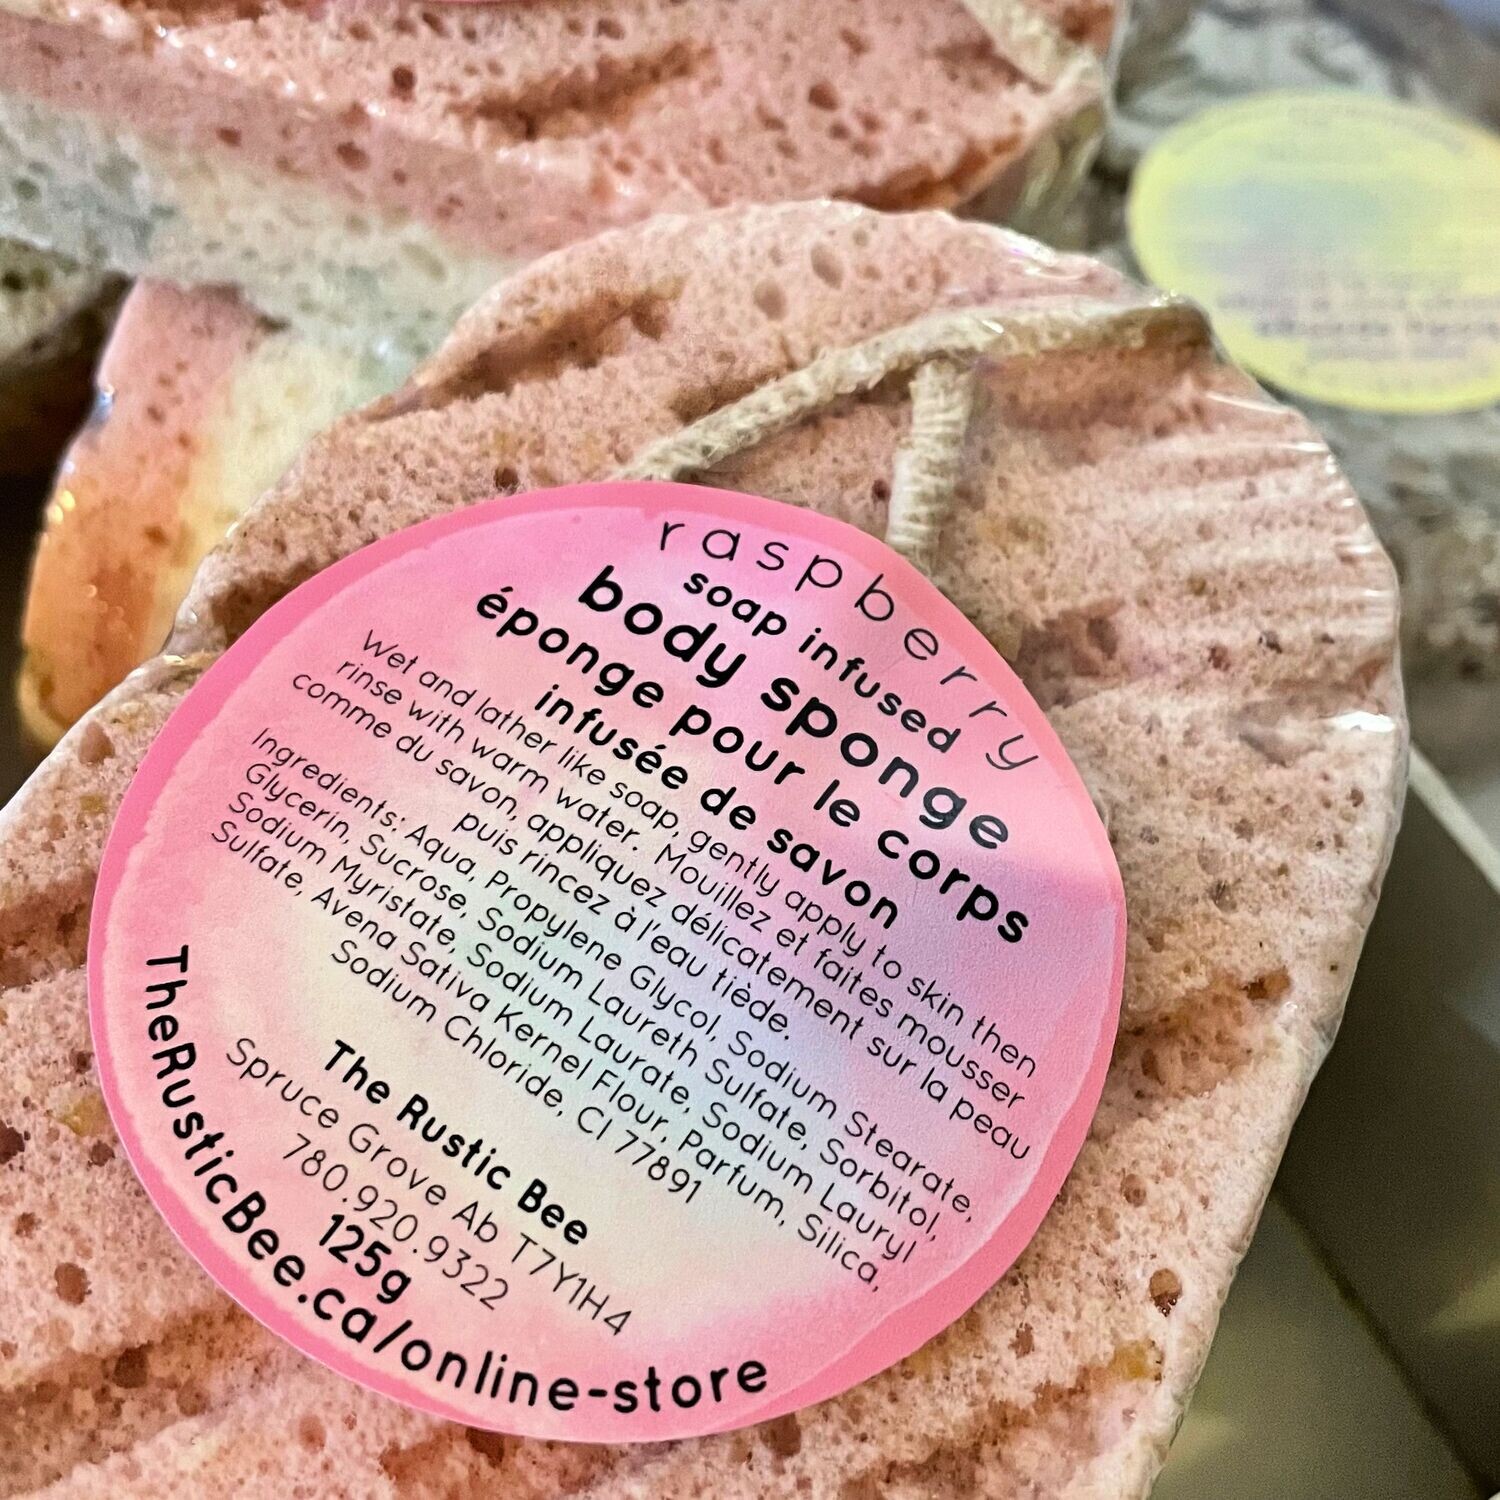 raspberry
soap infused
body sponge
éponge pour le corps
infusée de savon
Wet and lather like soap, gently apply to skin then
rinse with warm water. Mouillez et faites mousser
comme du savon, appliquez délicatement sur la peau
puis rincez à l'eau tiède.
Ingredients: Aqua, Propylene Glycol, Sodium Stearate,
Glycerin, Sucrose, Sodium Laureth Sulfate, Sorbitol,
Sodium Myristate, Sodium Laurate, Sodium Lauryl
Sulfate, Avena Sativa Kernel Flour, Parfum, Silica,
Sodium Chloride, CI 77891
The Rustic Bee
Spruce Grove Ab T7Y1H4
780.920.9322
125g
TheRusticBee.ca/online-store